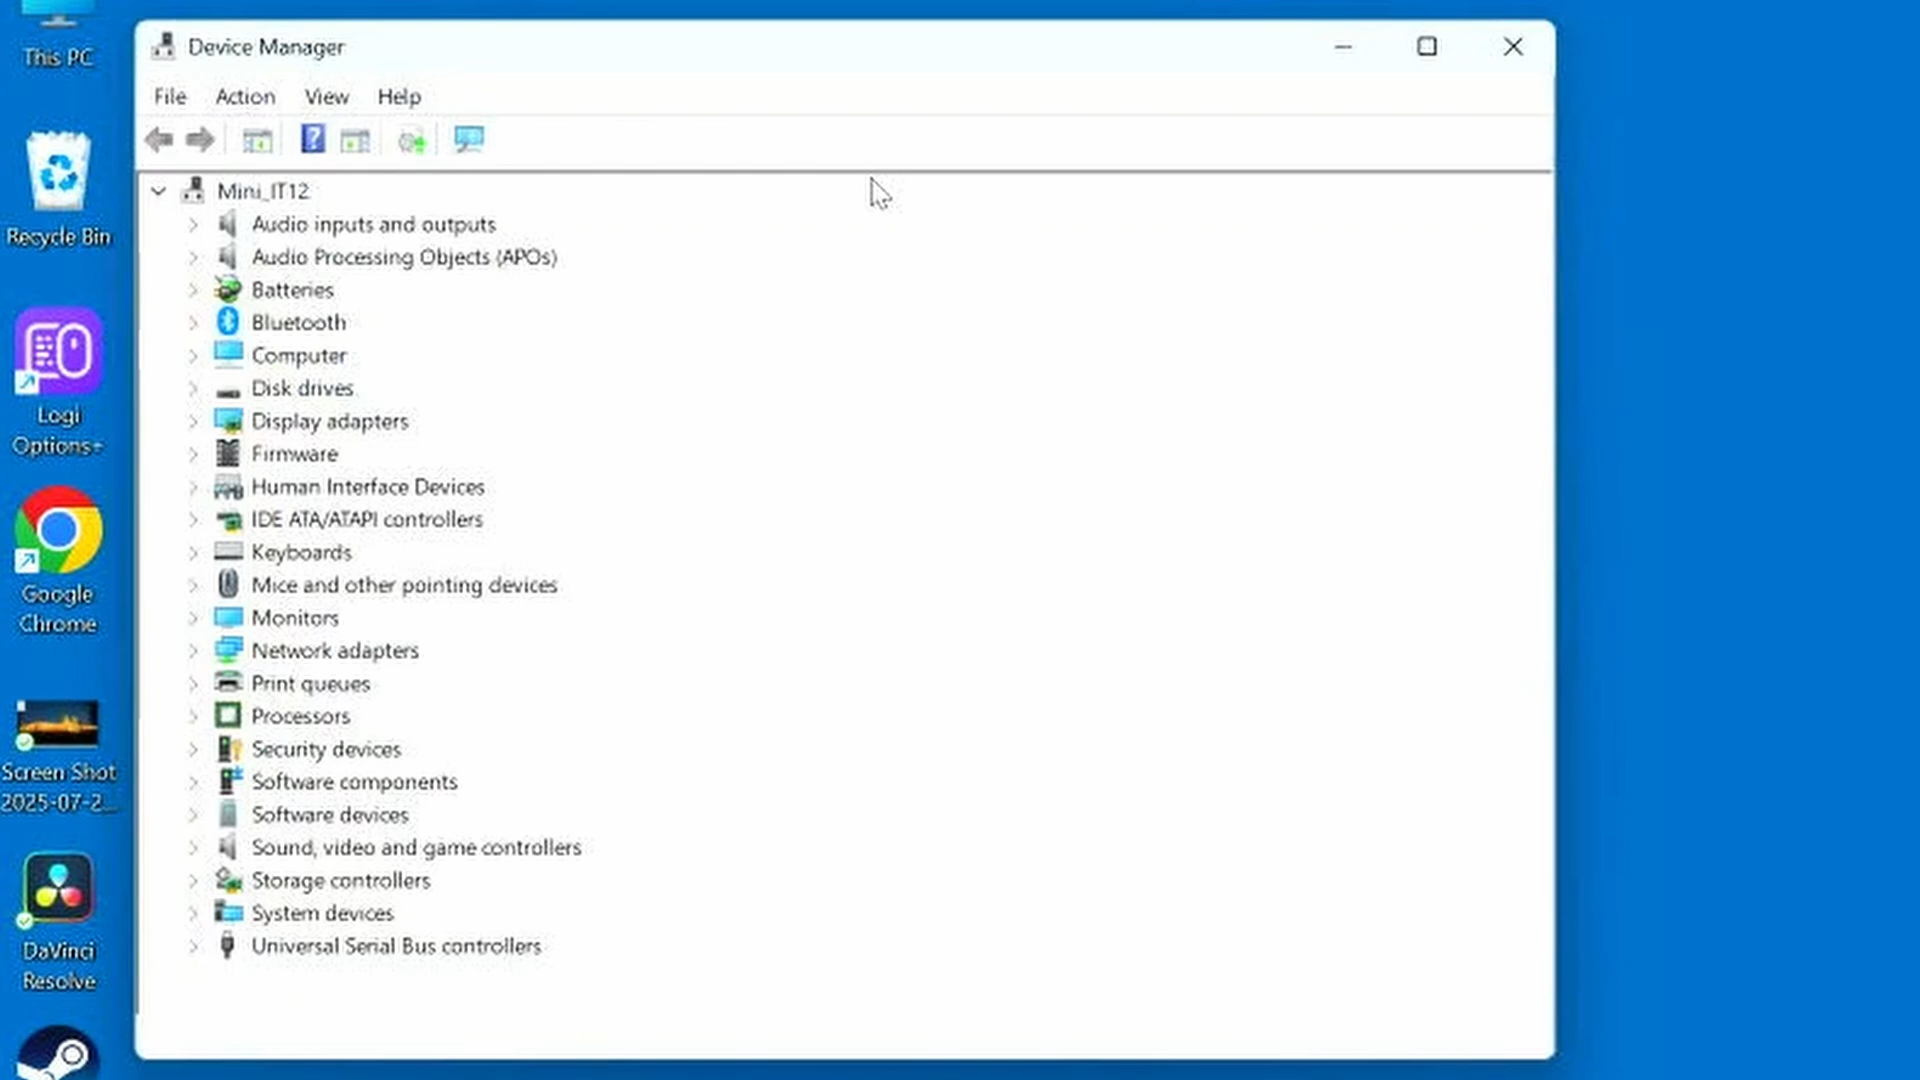 This PC
Recycle Bin
Logi
Options+
Google
Chrome
Screen Shot
2025-07-2...
DaVinci
Resolve
Device Manager
File Action View Help
Mini_IT12
Audio inputs and outputs
Audio Processing Objects (APOs)
Batteries
Bluetooth
Computer
Disk drives
Display adapters
Firmware
Human Interface Devices
IDE ATA/ATAPI controllers
Keyboards
Mice and other pointing devices
Monitors
Network adapters
Print queues
Processors
Security devices
Software components
Software devices
Sound, video and game controllers
Storage controllers
System devices
Universal Serial Bus controllers